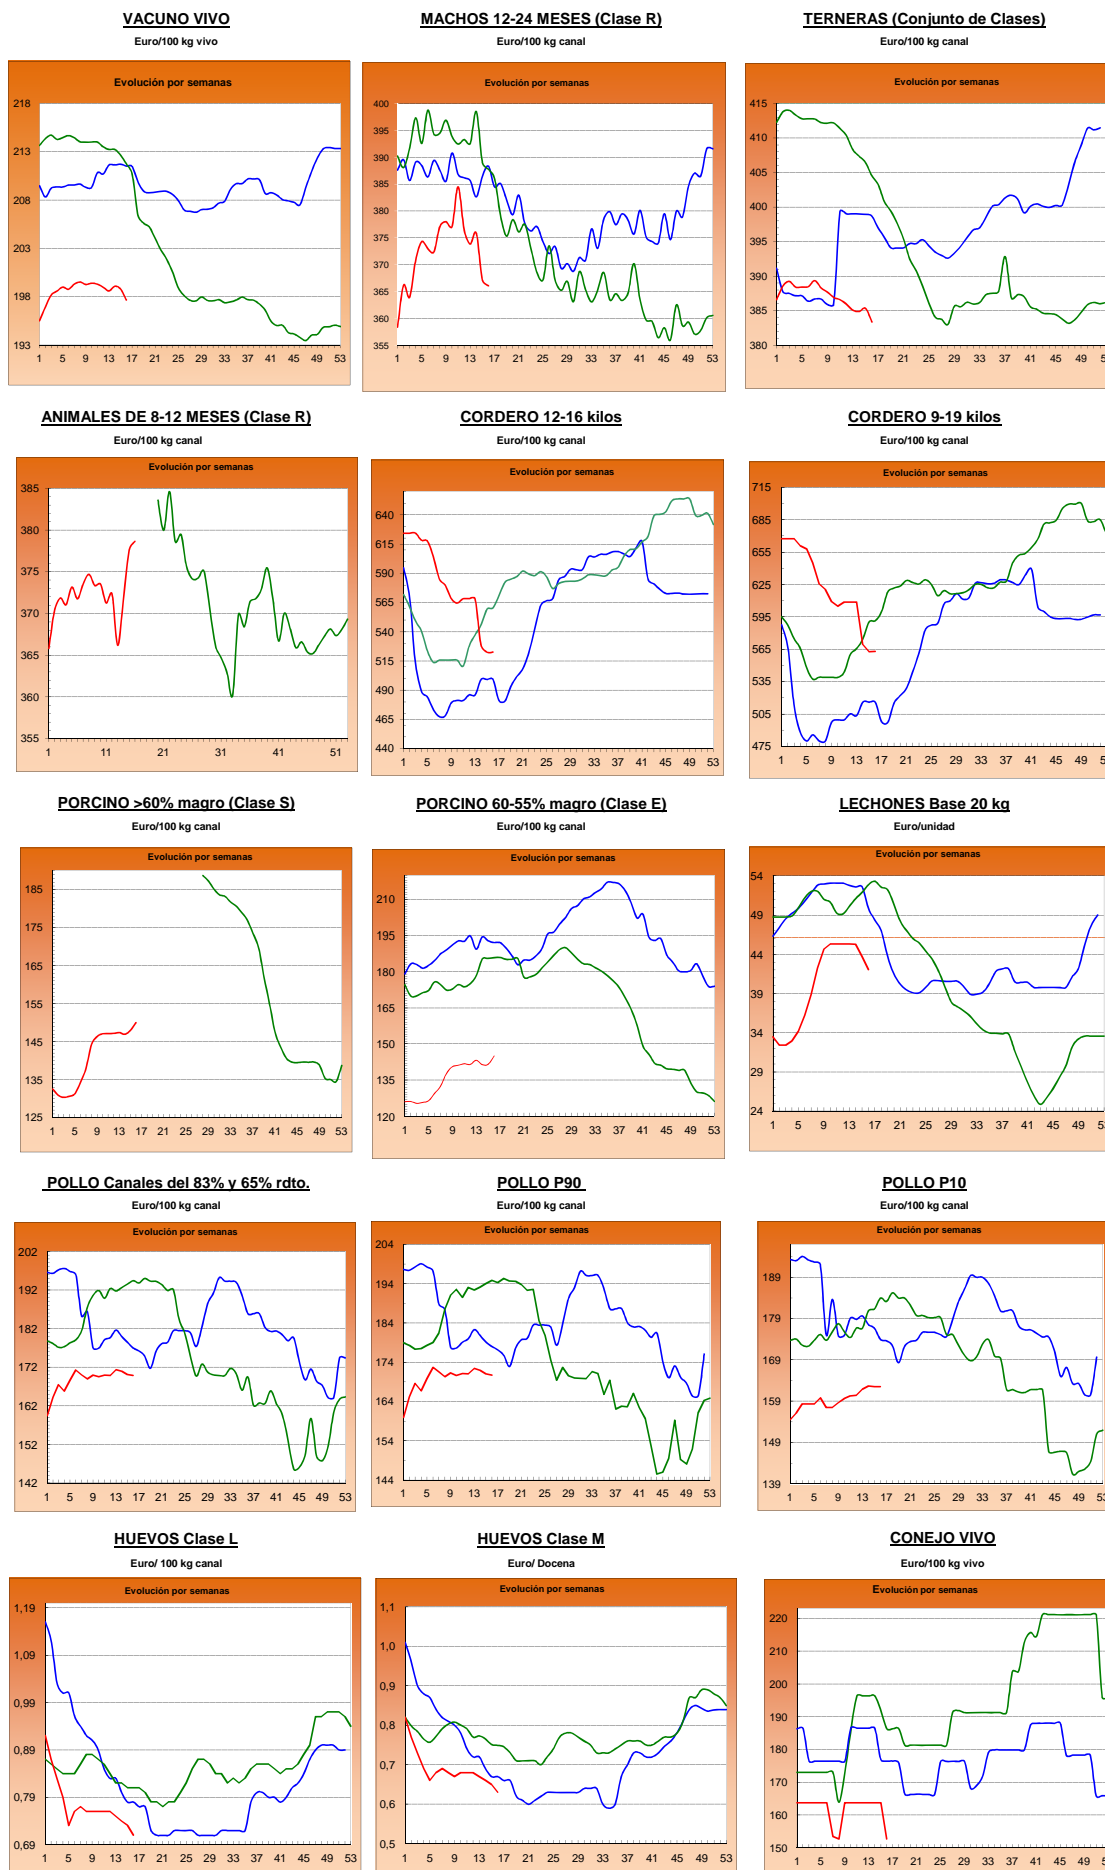 VACUNO VIVO
Euro/100 kg vivo
Evolución por semanas
218
213
208
203
198
193
1 5 9 13 17 21 25 29 33 37 41 45 49 53
MACHOS 12-24 MESES (Clase R)
Euro/100 kg canal
Evolución por semanas
400
395
390
385
380
375
370
365
360
355
1 5 9 13 17 21 25 29 33 37 41 45 49 53
TERNERAS (Conjunto de Clases)
Euro/100 kg canal
Evolución por semanas
415
410
405
400
395
390
385
380
1 5 9 13 17 21 25 29 33 37 41 45 49
ANIMALES DE 8-12 MESES (Clase R)
Euro/100 kg canal
Evolución por semanas
385
380
375
370
365
360
355
1 11 21 31 41 51
CORDERO 12-16 kilos
Euro/100 kg canal
Evolución por semanas
640
615
590
565
540
515
490
465
440
1 5 9 13 17 21 25 29 33 37 41 45 49 53
CORDERO 9-19 kilos
Euro/100 kg canal
Evolución por semanas
715
685
655
625
595
565
535
505
475
1 5 9 13 17 21 25 29 33 37 41 45 49
PORCINO >60% magro (Clase S)
Euro/100 kg canal
Evolución por semanas
185
175
165
155
145
135
125
1 5 9 13 17 21 25 29 33 37 41 45 49 53
PORCINO 60-55% magro (Clase E)
Euro/100 kg canal
Evolución por semanas
210
195
180
165
150
135
120
1 5 9 13 17 21 25 29 33 37 41 45 49 53
LECHONES Base 20 kg
Euro/unidad
Evolución por semanas
54
49
44
39
34
29
24
1 5 9 13 17 21 25 29 33 37 41 45 49
POLLO Canales del 83% y 65% rdto.
Euro/100 kg canal
Evolución por semanas
202
192
182
172
162
152
142
1 5 9 13 17 21 25 29 33 37 41 45 49 53
POLLO P90
Euro/100 kg canal
Evolución por semanas
204
194
184
174
164
154
144
1 5 9 13 17 21 25 29 33 37 41 45 49 53
POLLO P10
Euro/100 kg canal
Evolución por semanas
189
179
169
159
149
139
1 5 9 13 17 21 25 29 33 37 41 45 49 53
HUEVOS Clase L
Euro/ 100 kg canal
Evolución por semanas
1,19
1,09
0,99
0,89
0,79
0,69
1 5 9 13 17 21 25 29 33 37 41 45 49 53
HUEVOS Clase M
Euro/ Docena
Evolución por semanas
1,1
1,0
0,9
0,8
0,7
0,6
0,5
1 5 9 13 17 21 25 29 33 37 41 45 49 53
CONEJO VIVO
Euro/100 kg vivo
Evolución por semanas
220
210
200
190
180
170
160
150
1 5 9 13 17 21 25 29 33 37 41 45 49